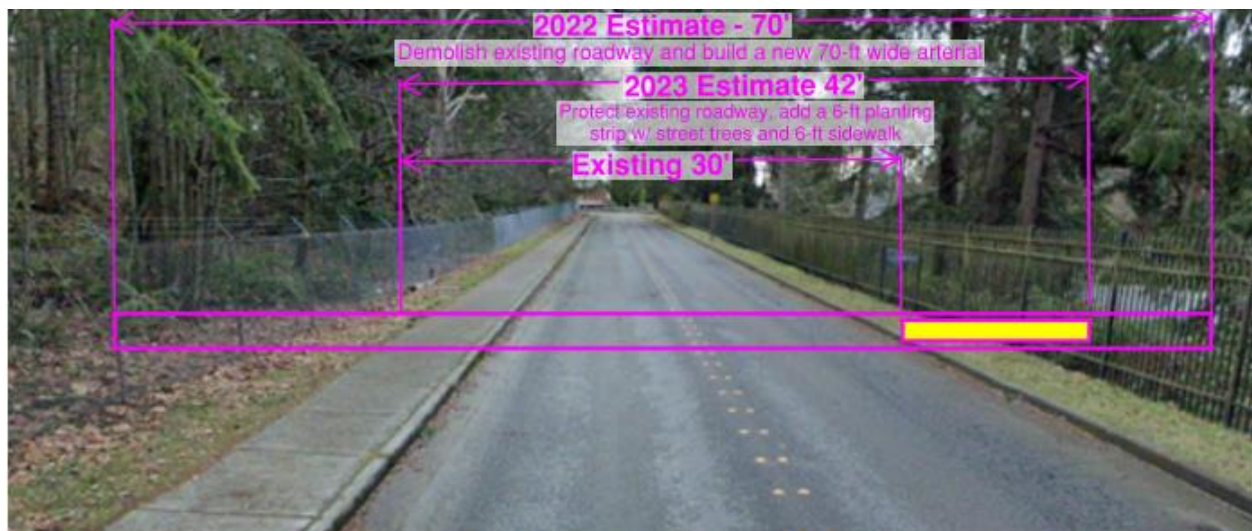 2022 Estimate - 70'
Demolish existing roadway and build a new 70-ft wide arterial
2023 Estimate 42'
Protect existing roadway, add a 6-ft planting
strip w/ street trees and 6-ft sidewalk
Existing 30'